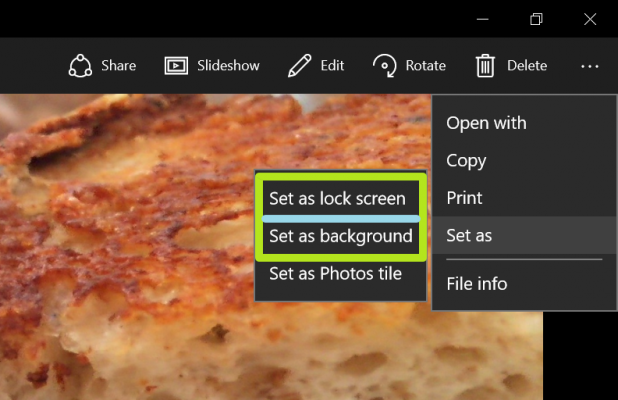 Share Slideshow Edit Rotate Delete
Open with
Copy
Print
Set as
File info
Set as lock screen
Set as background
Set as Photos tile